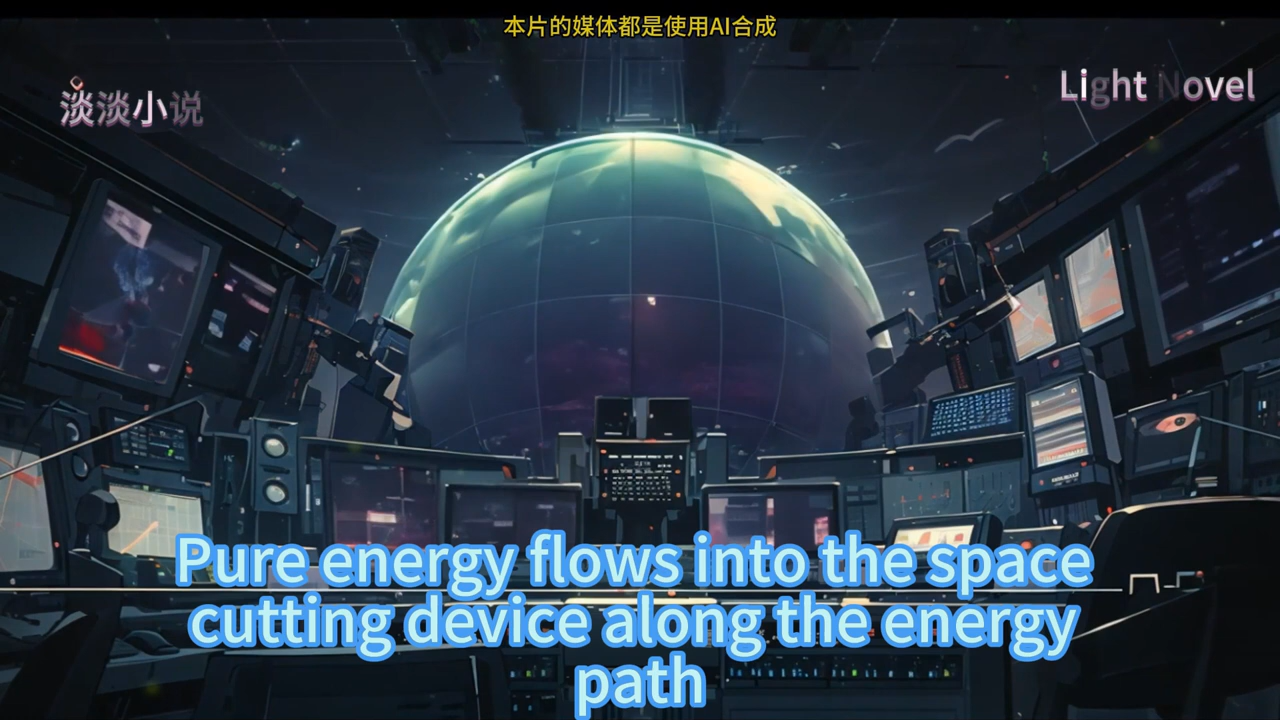 本片的媒体都是使用AI合成
淡淡小说
Light Novel
Pure energy flows into the space
cutting device along the energy
path